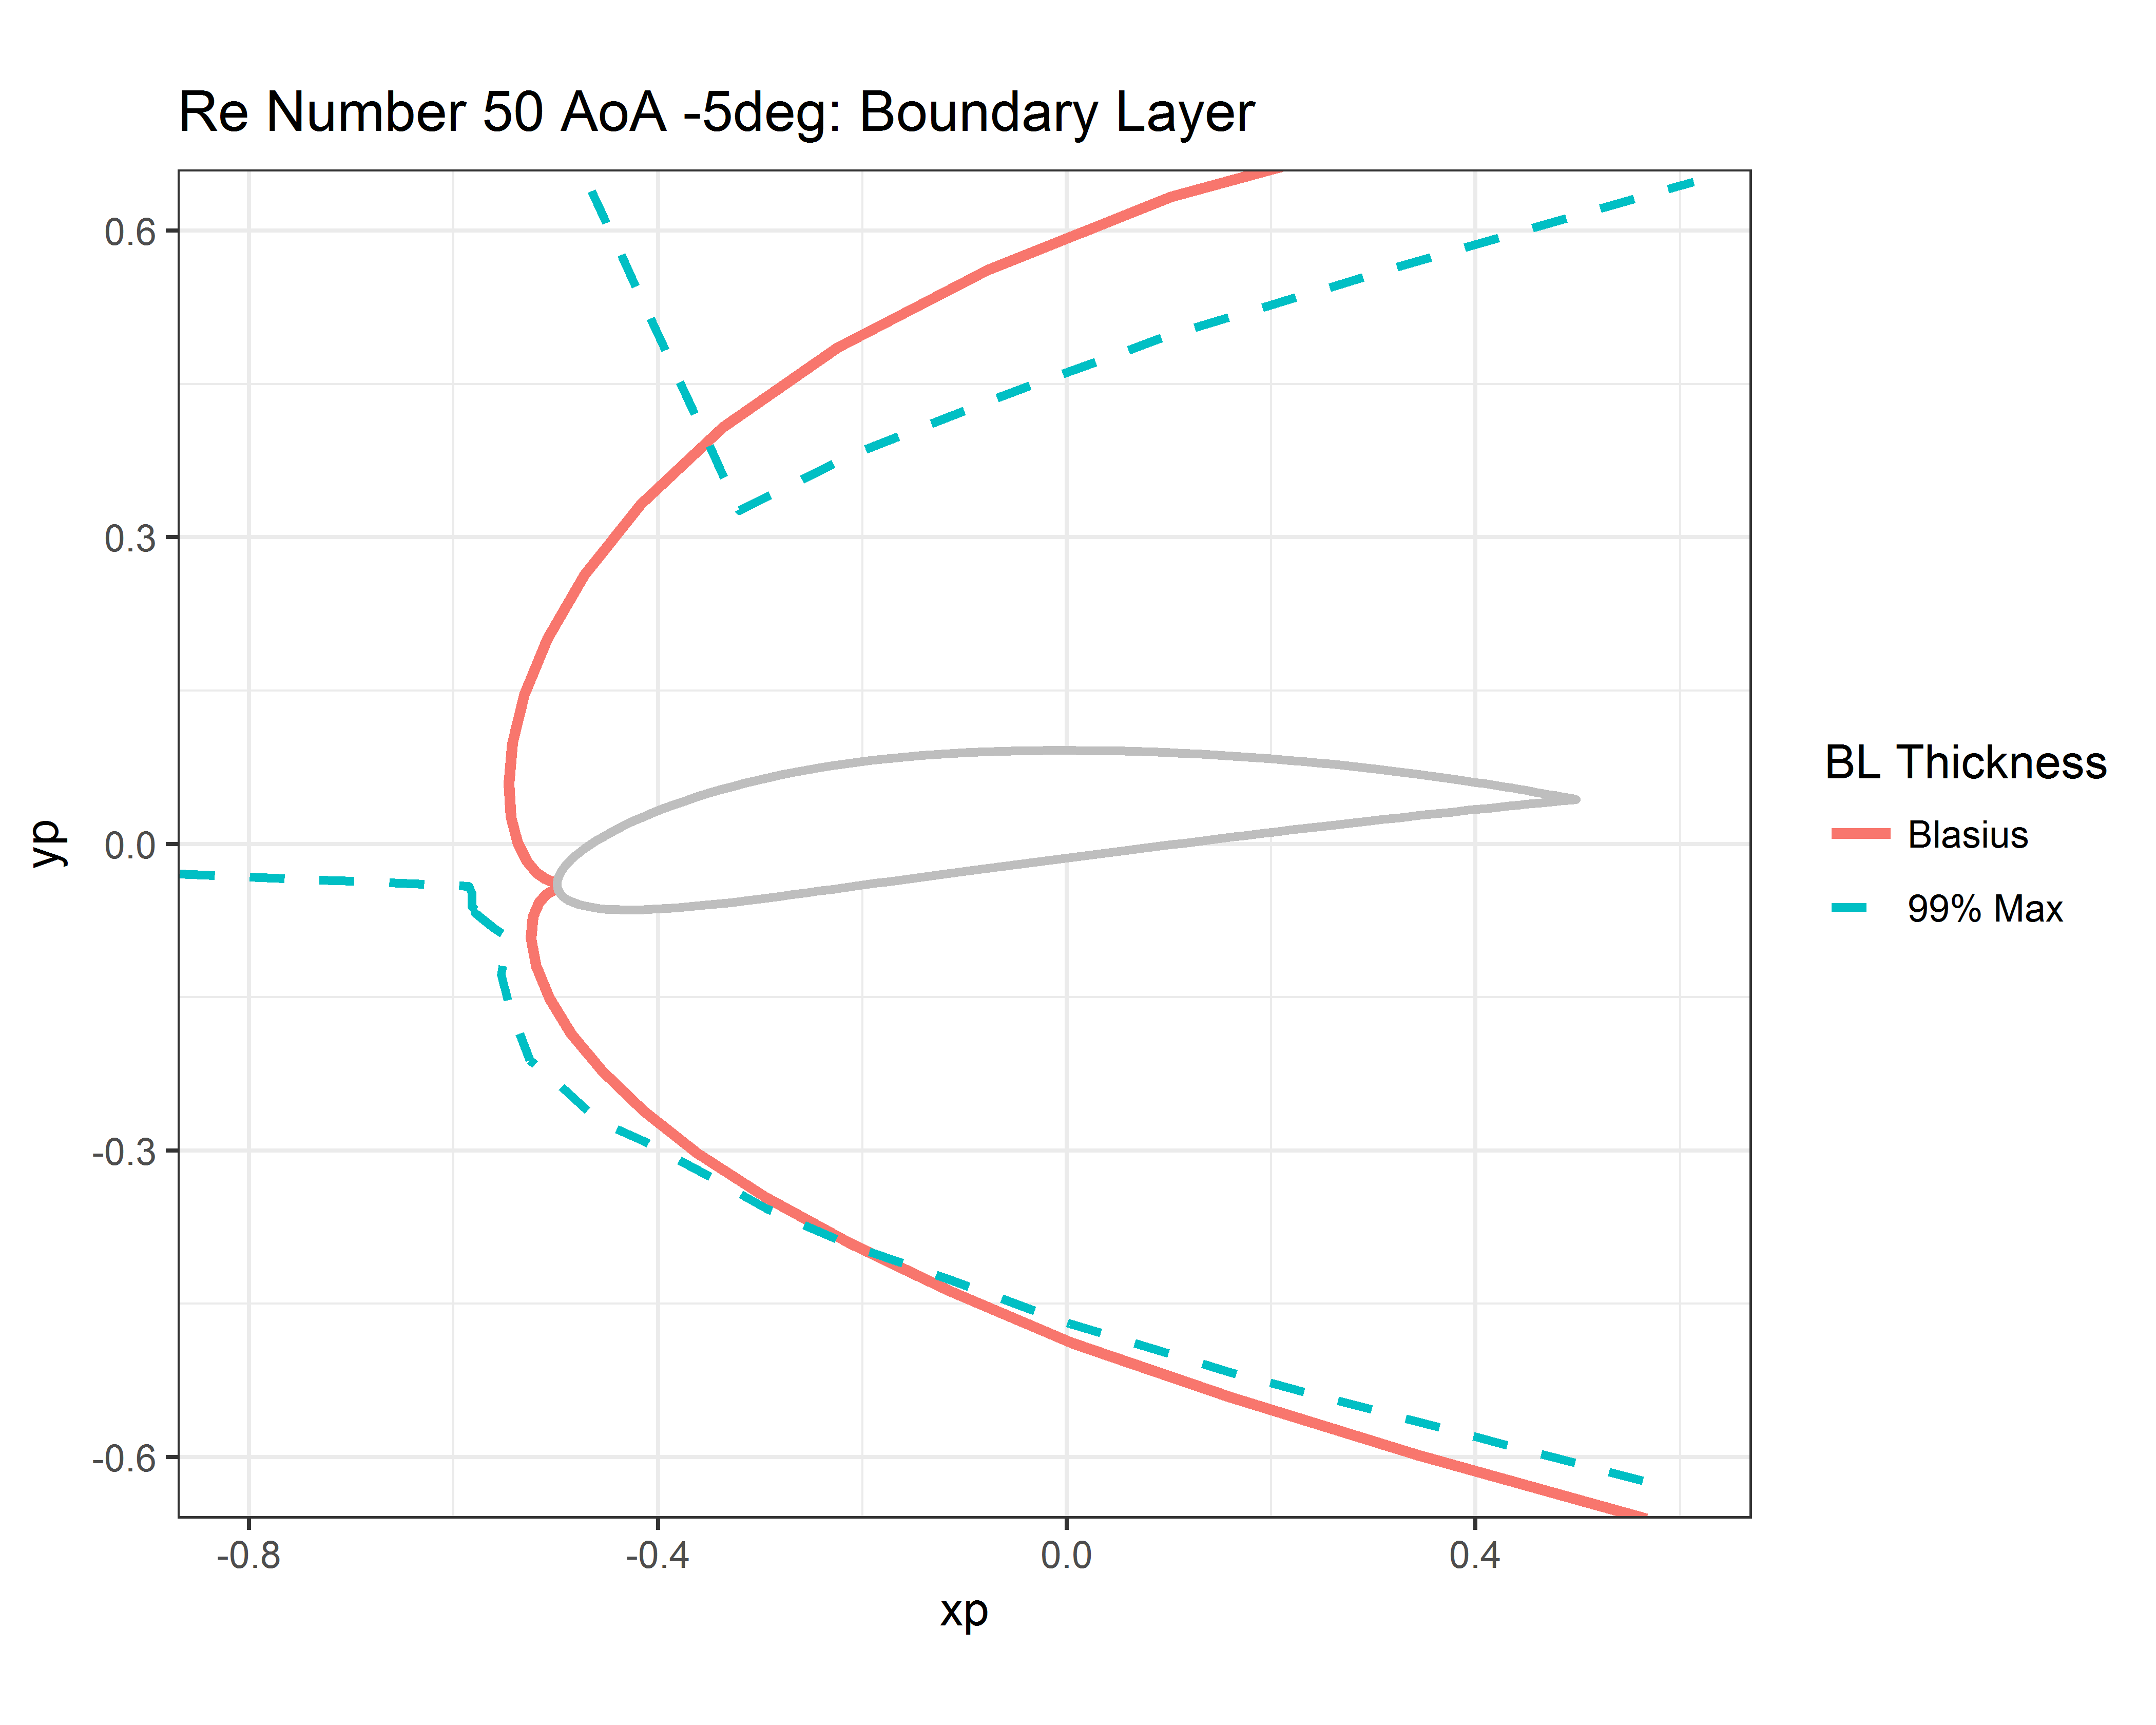 Re Number 50 AoA -5deg: Boundary Layer
0.6
0.3
0.0
-0.3
-0.6
yp
-0.8 -0.4 0.0 0.4
xp
BL Thickness
Blasius
99% Max